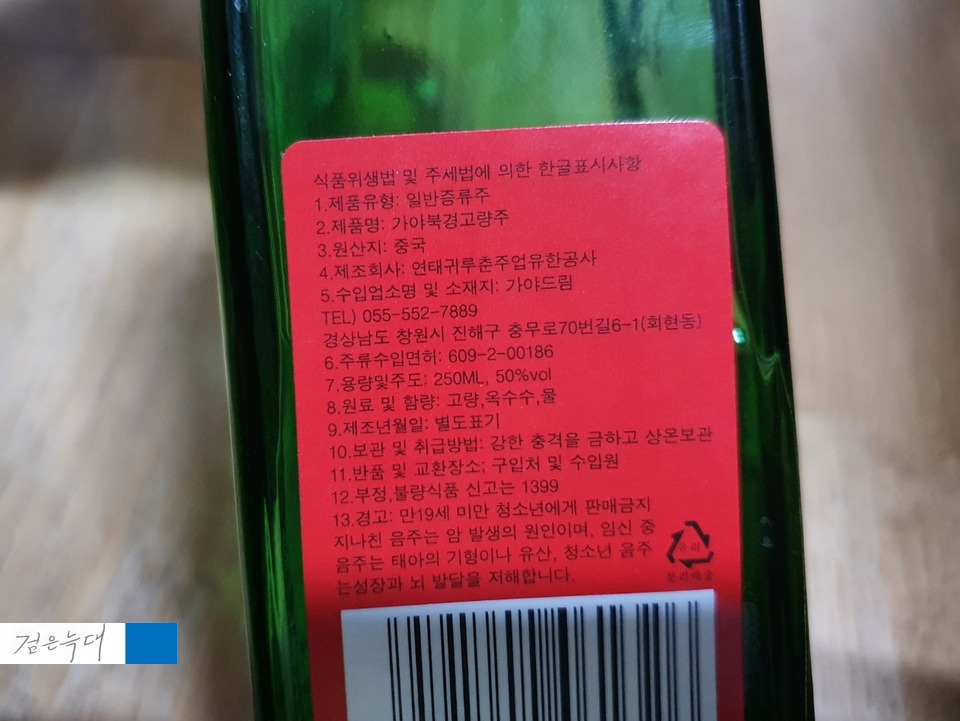 식품위생법 및 주세법에 의한 한글표시사항
1.제품유형: 일반증류주
2.제품명: 가야북경고량주
3.원산지: 중국
4.제조회사: 연태귀루춘주업유한공사
5.수입업소명 및 소재지: 가야드림
TEL) 055-552-7889
경상남도 창원시 진해구 충무로70번길6-1(회현동)
6.주류수입면허: 609-2-00186
7.용량및주도: 250ML, 50%vol
8.원료 및 함량: 고량,옥수수,물
9.제조년월일: 별도표기
10.보관 및 취급방법: 강한 충격을 금하고 상온보관
11.반품 및 교환장소; 구입처 및 수입원
12.부정,불량식품 신고는 1399
13.경고: 만19세 미만 청소년에게 판매금지
지나친 음주는 암 발생의 원인이며, 임신 중
음주는 태아의 기형이나 유산, 청소년 음주
는성장과 뇌 발달을 저해합니다.
유리
분리배출
검은늑대